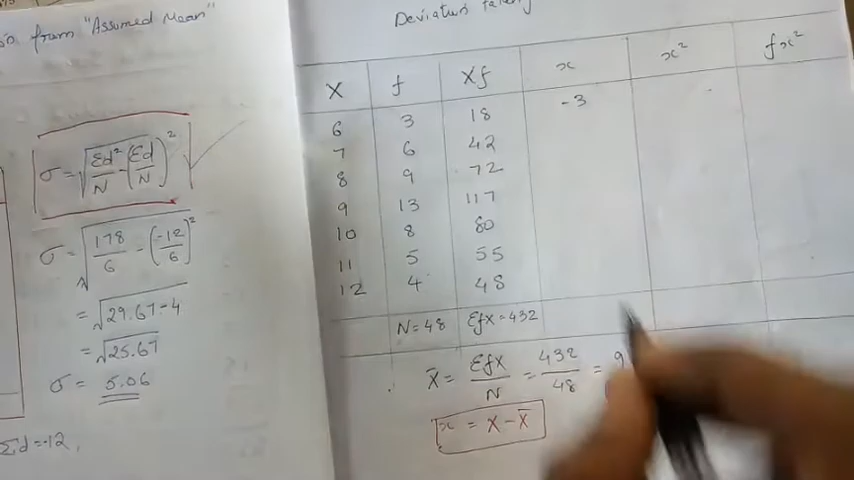 from "Assumed Mean"
σ = √(Σd²/N - (Σd/N)²)
σ = √(178/6 - (-12/6)²)
= √29.67-4
= √25.67
σ = 5.06
Σd=-12,
Deviation
X f Xf x x² fx²
6 3 18 -3
7 6 42
8 9 72
9 13 117
10 8 80
11 5 55
12 4 48
N=48 ΣfX=432
X̄ = ΣfX/N = 432/48 = 9
x = X-X̄